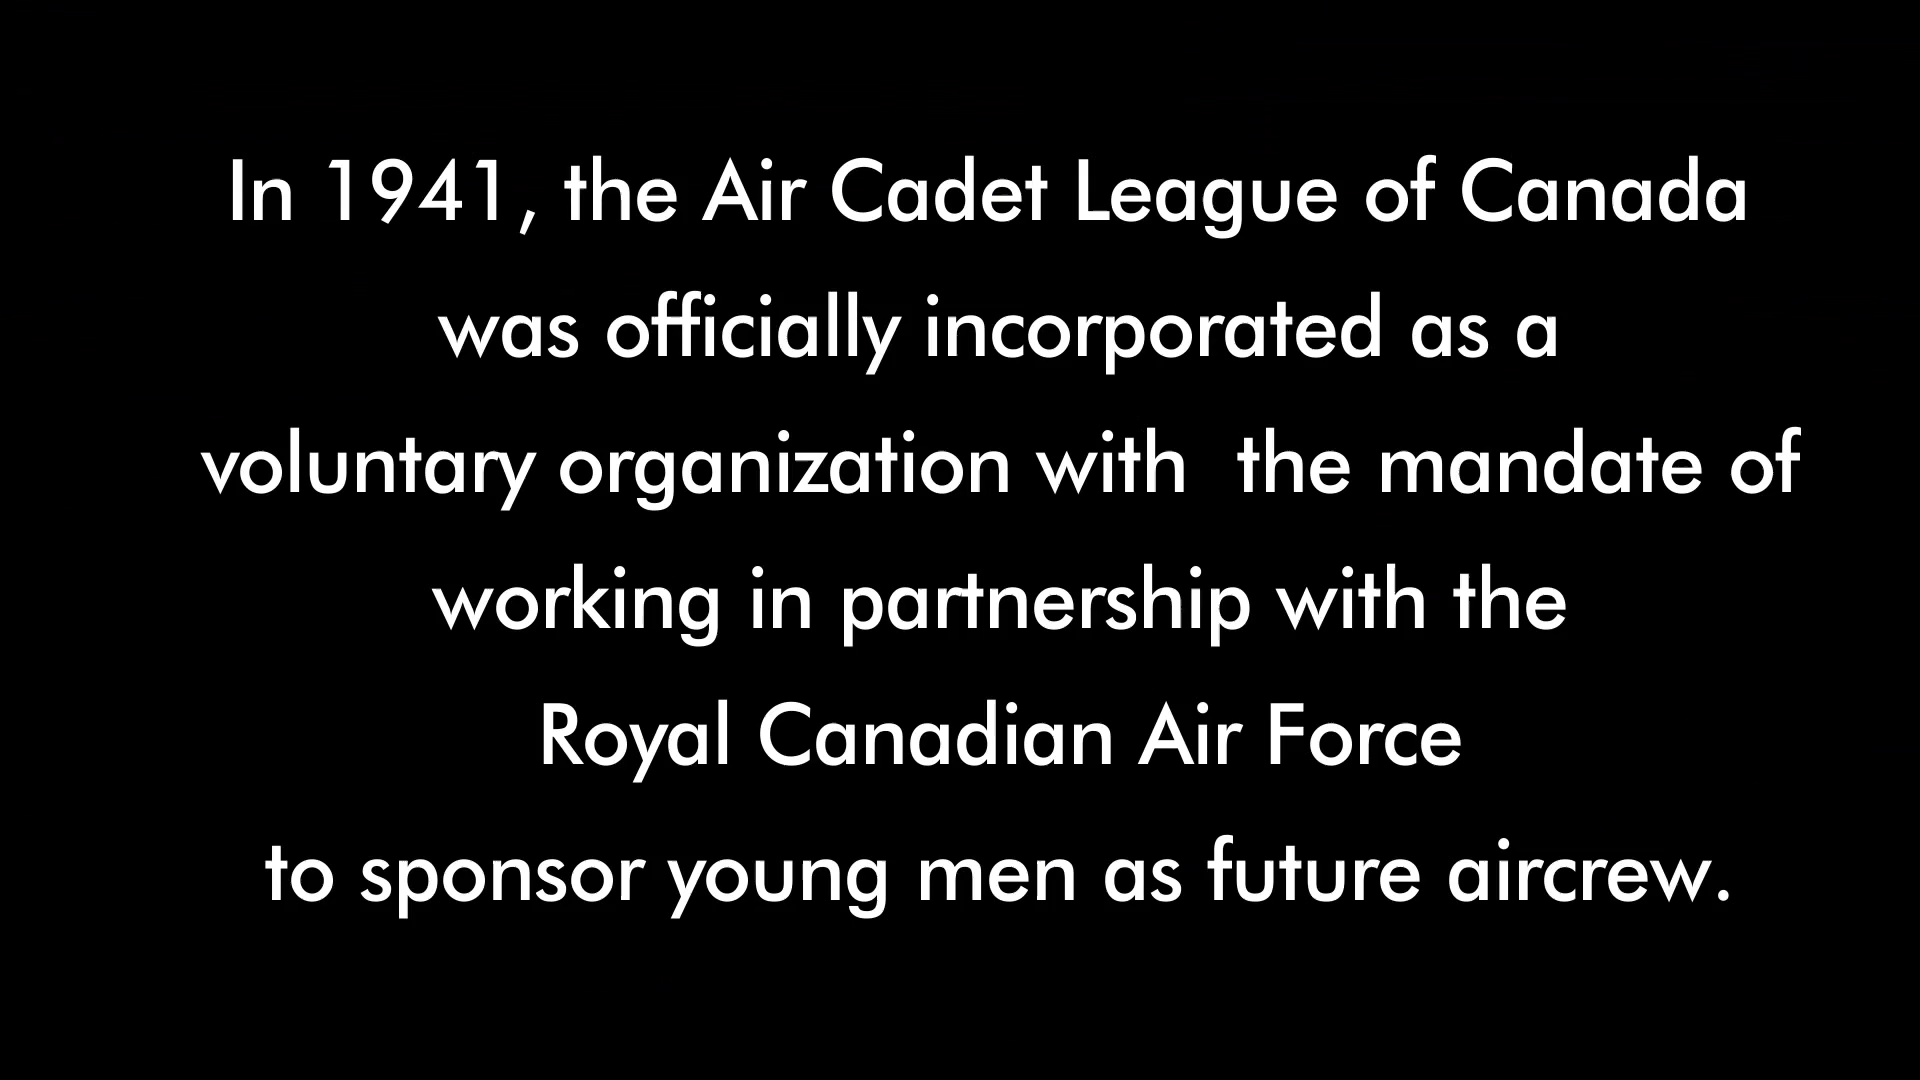 In 1941, the Air Cadet League of Canada
was officially incorporated as a
voluntary organization with  the mandate of
working in partnership with the
Royal Canadian Air Force
to sponsor young men as future aircrew.